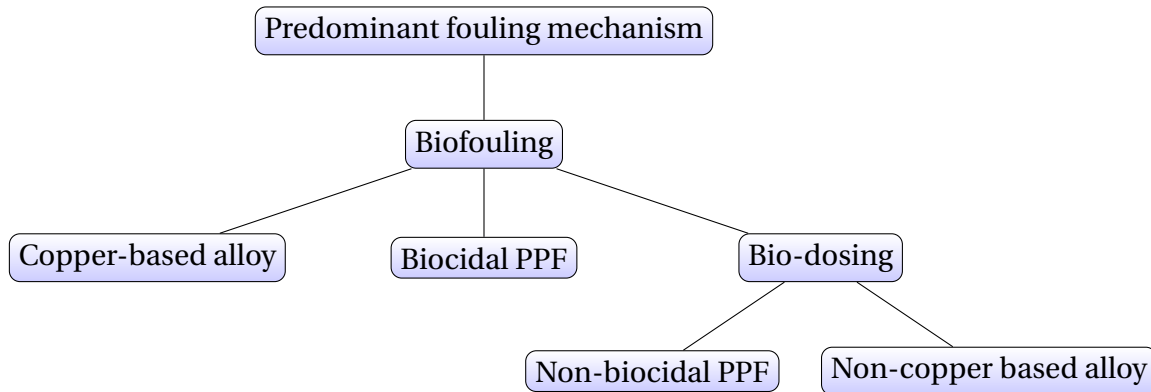 Predominant fouling mechanism
Biofouling
Copper-based alloy
Biocidal PPF
Bio-dosing
Non-biocidal PPF
Non-copper based alloy